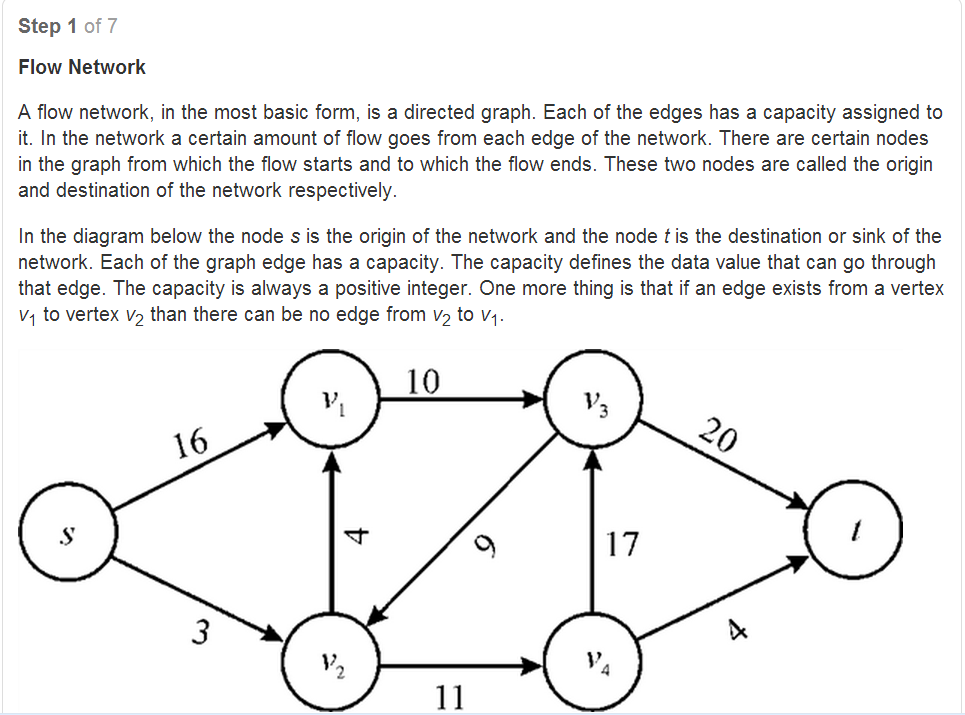 Step 1 of 7
Flow Network
A flow network, in the most basic form, is a directed graph. Each of the edges has a capacity assigned to
it. In the network a certain amount of flow goes from each edge of the network. There are certain nodes
in the graph from which the flow starts and to which the flow ends. These two nodes are called the origin
and destination of the network respectively.
In the diagram below the node s is the origin of the network and the node t is the destination or sink of the
network. Each of the graph edge has a capacity. The capacity defines the data value that can go through
that edge. The capacity is always a positive integer. One more thing is that if an edge exists from a vertex
v1 to vertex v2 than there can be no edge from v2 to v1.
10
v1
v3
16
20
s
4
9
17
t
3
4
v2
v4
11